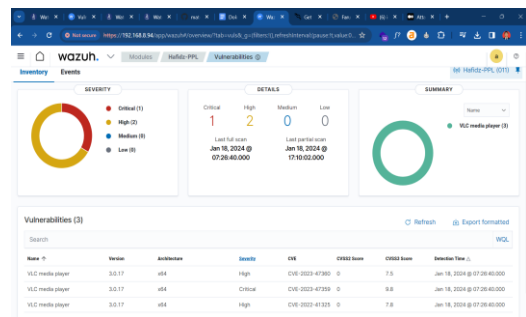 Not secure https://192.168.8.94/app/wazuh#/overview/?tab=vuls&_g=(filters:!(),refreshInterval:(pause:!t,value:0..
wazuh. Modules Hafidz-PPL Vulnerabilities
Inventory Events Hafidz-PPL (011)
SEVERITY
Critical (1)
High (2)
Medium (0)
Low (0)
DETAILS
Critical High Medium Low
1 2 0 0
Last full scan Last partial scan
Jan 18, 2024 @ Jan 18, 2024 @
07:26:40.000 17:10:02.000
SUMMARY
Name
VLC media player (3)
Vulnerabilities (3) Refresh Export formatted
Search WQL
Name Version Architecture Severity CVE CVSS2 Score CVSS3 Score Detection Time
VLC media player 3.0.17 x64 High CVE-2023-47360 0 7.5 Jan 18, 2024 @ 07:26:40.000
VLC media player 3.0.17 x64 Critical CVE-2023-47359 0 9.8 Jan 18, 2024 @ 07:26:40.000
VLC media player 3.0.17 x64 High CVE-2022-41325 0 7.8 Jan 18, 2024 @ 07:26:40.000